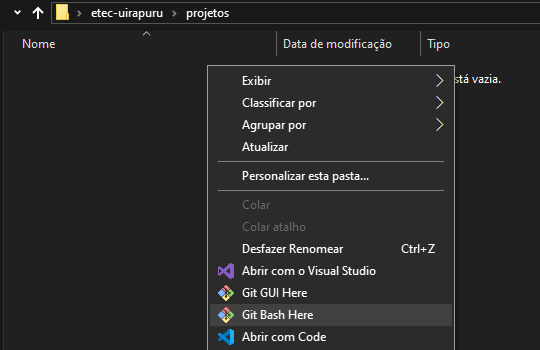 etec-uirapuru > projetos
Nome Data de modificação Tipo
stá vazia.
Exibir
Classificar por
Agrupar por
Atualizar
Personalizar esta pasta...
Colar
Colar atalho
Desfazer Renomear Ctrl+Z
Abrir com o Visual Studio
Git GUI Here
Git Bash Here
Abrir com Code